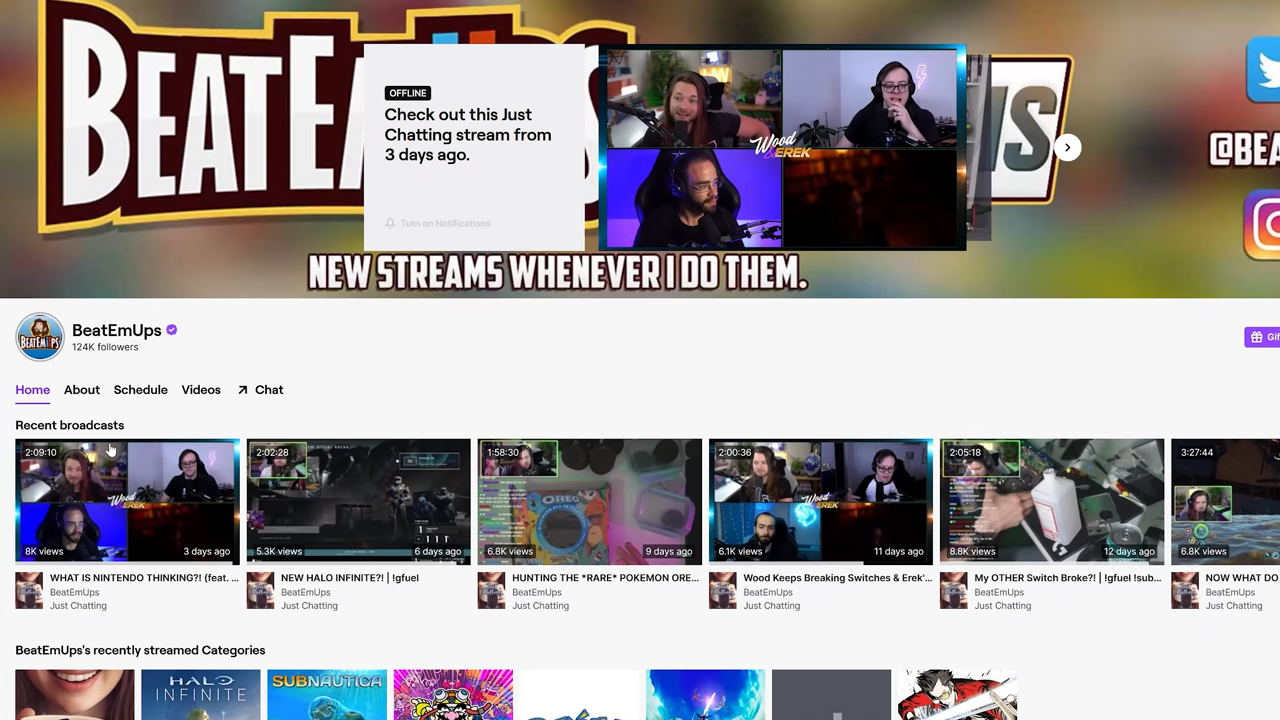 BEATEM
OFFLINE
Check out this Just
Chatting stream from
3 days ago.
Turn on Notifications
Wood
&EREK
@BEA
NEW STREAMS WHENEVER I DO THEM.
BeatEmUps
124K followers
Gif
Home
About
Schedule
Videos
Chat
Recent broadcasts
2:09:10
8K views
3 days ago
WHAT IS NINTENDO THINKING?! (feat. ...
BeatEmUps
Just Chatting
2:02:28
5.3K views
6 days ago
NEW HALO INFINITE?! | !gfuel
BeatEmUps
Just Chatting
1:58:30
OREO
6.8K views
9 days ago
HUNTING THE *RARE* POKEMON ORE...
BeatEmUps
Just Chatting
2:00:36
Wood
&EREK
6.1K views
11 days ago
Wood Keeps Breaking Switches & Erek'...
BeatEmUps
Just Chatting
2:05:18
8.8K views
12 days ago
My OTHER Switch Broke?! | !gfuel !sub...
BeatEmUps
Just Chatting
3:27:44
6.8K views
NOW WHAT DO
BeatEmUps
Just Chatting
BeatEmUps's recently streamed Categories
HALO
INFINITE
SUBNAUTICA